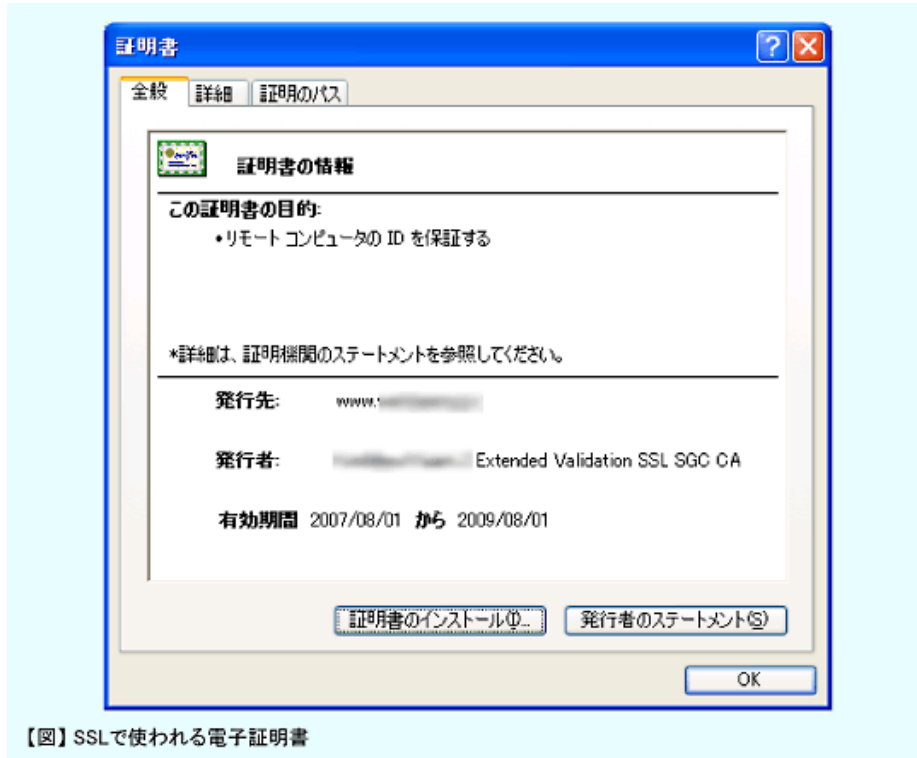 証明書
全般 詳細 証明のパス
証明書の情報
この証明書の目的:
•リモート コンピュータの ID を保証する
*詳細は、証明機関のステートメントを参照してください。
発行先: www.
発行者: Extended Validation SSL SGC CA
有効期間 2007/08/01 から 2009/08/01
証明書のインストール(I)... 発行者のステートメント(S)
OK
【図】SSLで使われる電子証明書